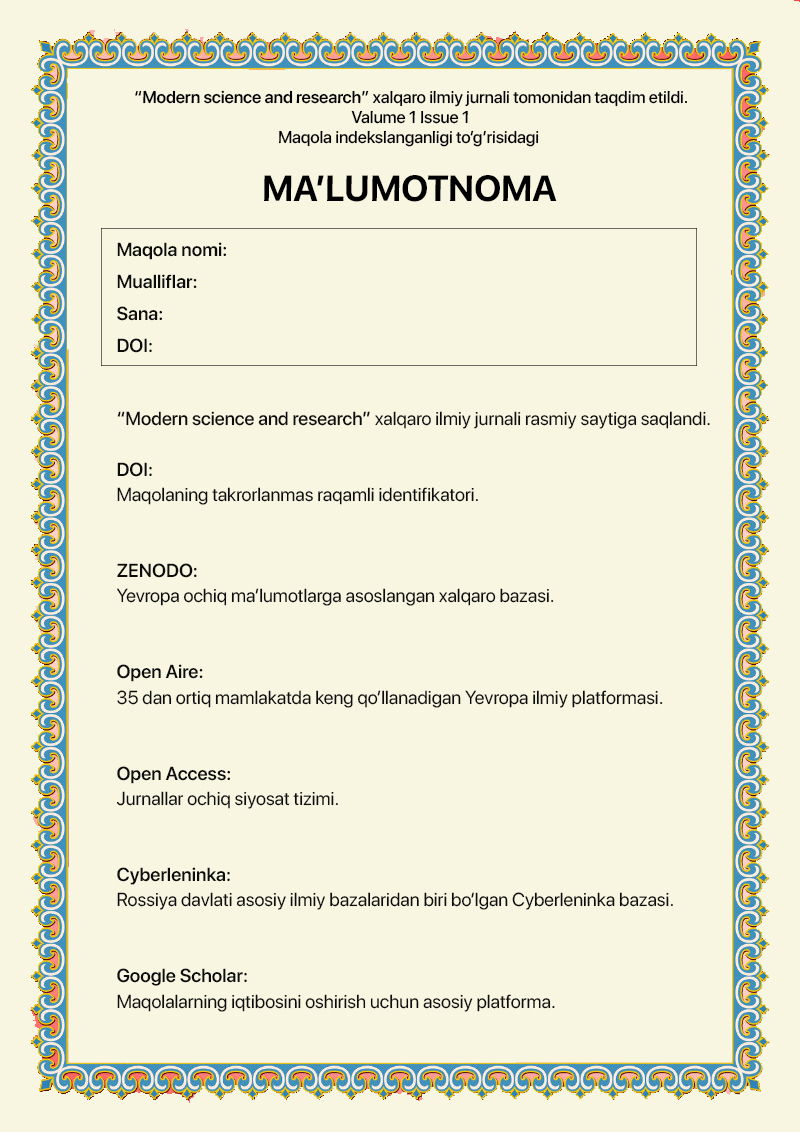 “Modern science and research” xalqaro ilmiy jurnali tomonidan taqdim etildi.
Valume 1 Issue 1
Maqola indekslanganligi to‘g‘risidagi
MA’LUMOTNOMA
Maqola nomi:
Mualliflar:
Sana:
DOI:
“Modern science and research” xalqaro ilmiy jurnali rasmiy saytiga saqlandi.
DOI:
Maqolaning takrorlanmas raqamli identifikatori.
ZENODO:
Yevropa ochiq ma’lumotlarga asoslangan xalqaro bazasi.
Open Aire:
35 dan ortiq mamlakatda keng qo’llanadigan Yevropa ilmiy platformasi.
Open Access:
Jurnallar ochiq siyosat tizimi.
Cyberleninka:
Rossiya davlati asosiy ilmiy bazalaridan biri bo’lgan Cyberleninka bazasi.
Google Scholar:
Maqolalarning iqtibosini oshirish uchun asosiy platforma.